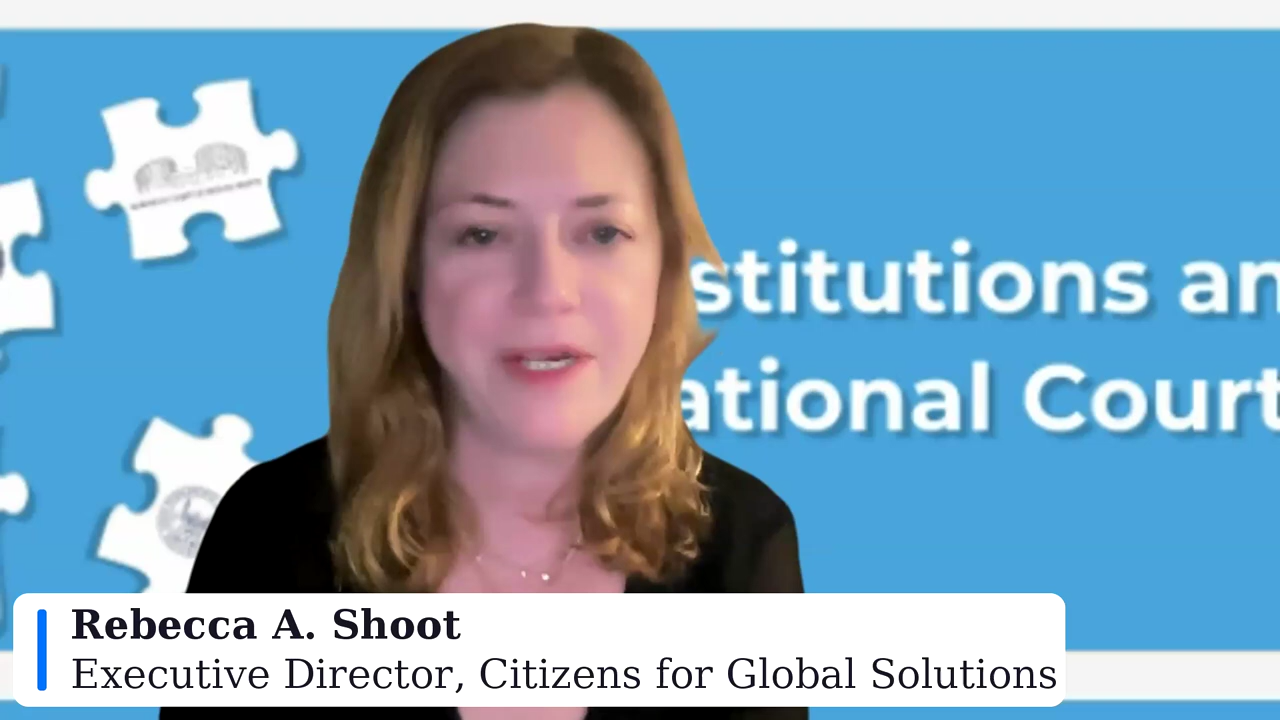 stitutions an
ational Court
Rebecca A. Shoot
Executive Director, Citizens for Global Solutions